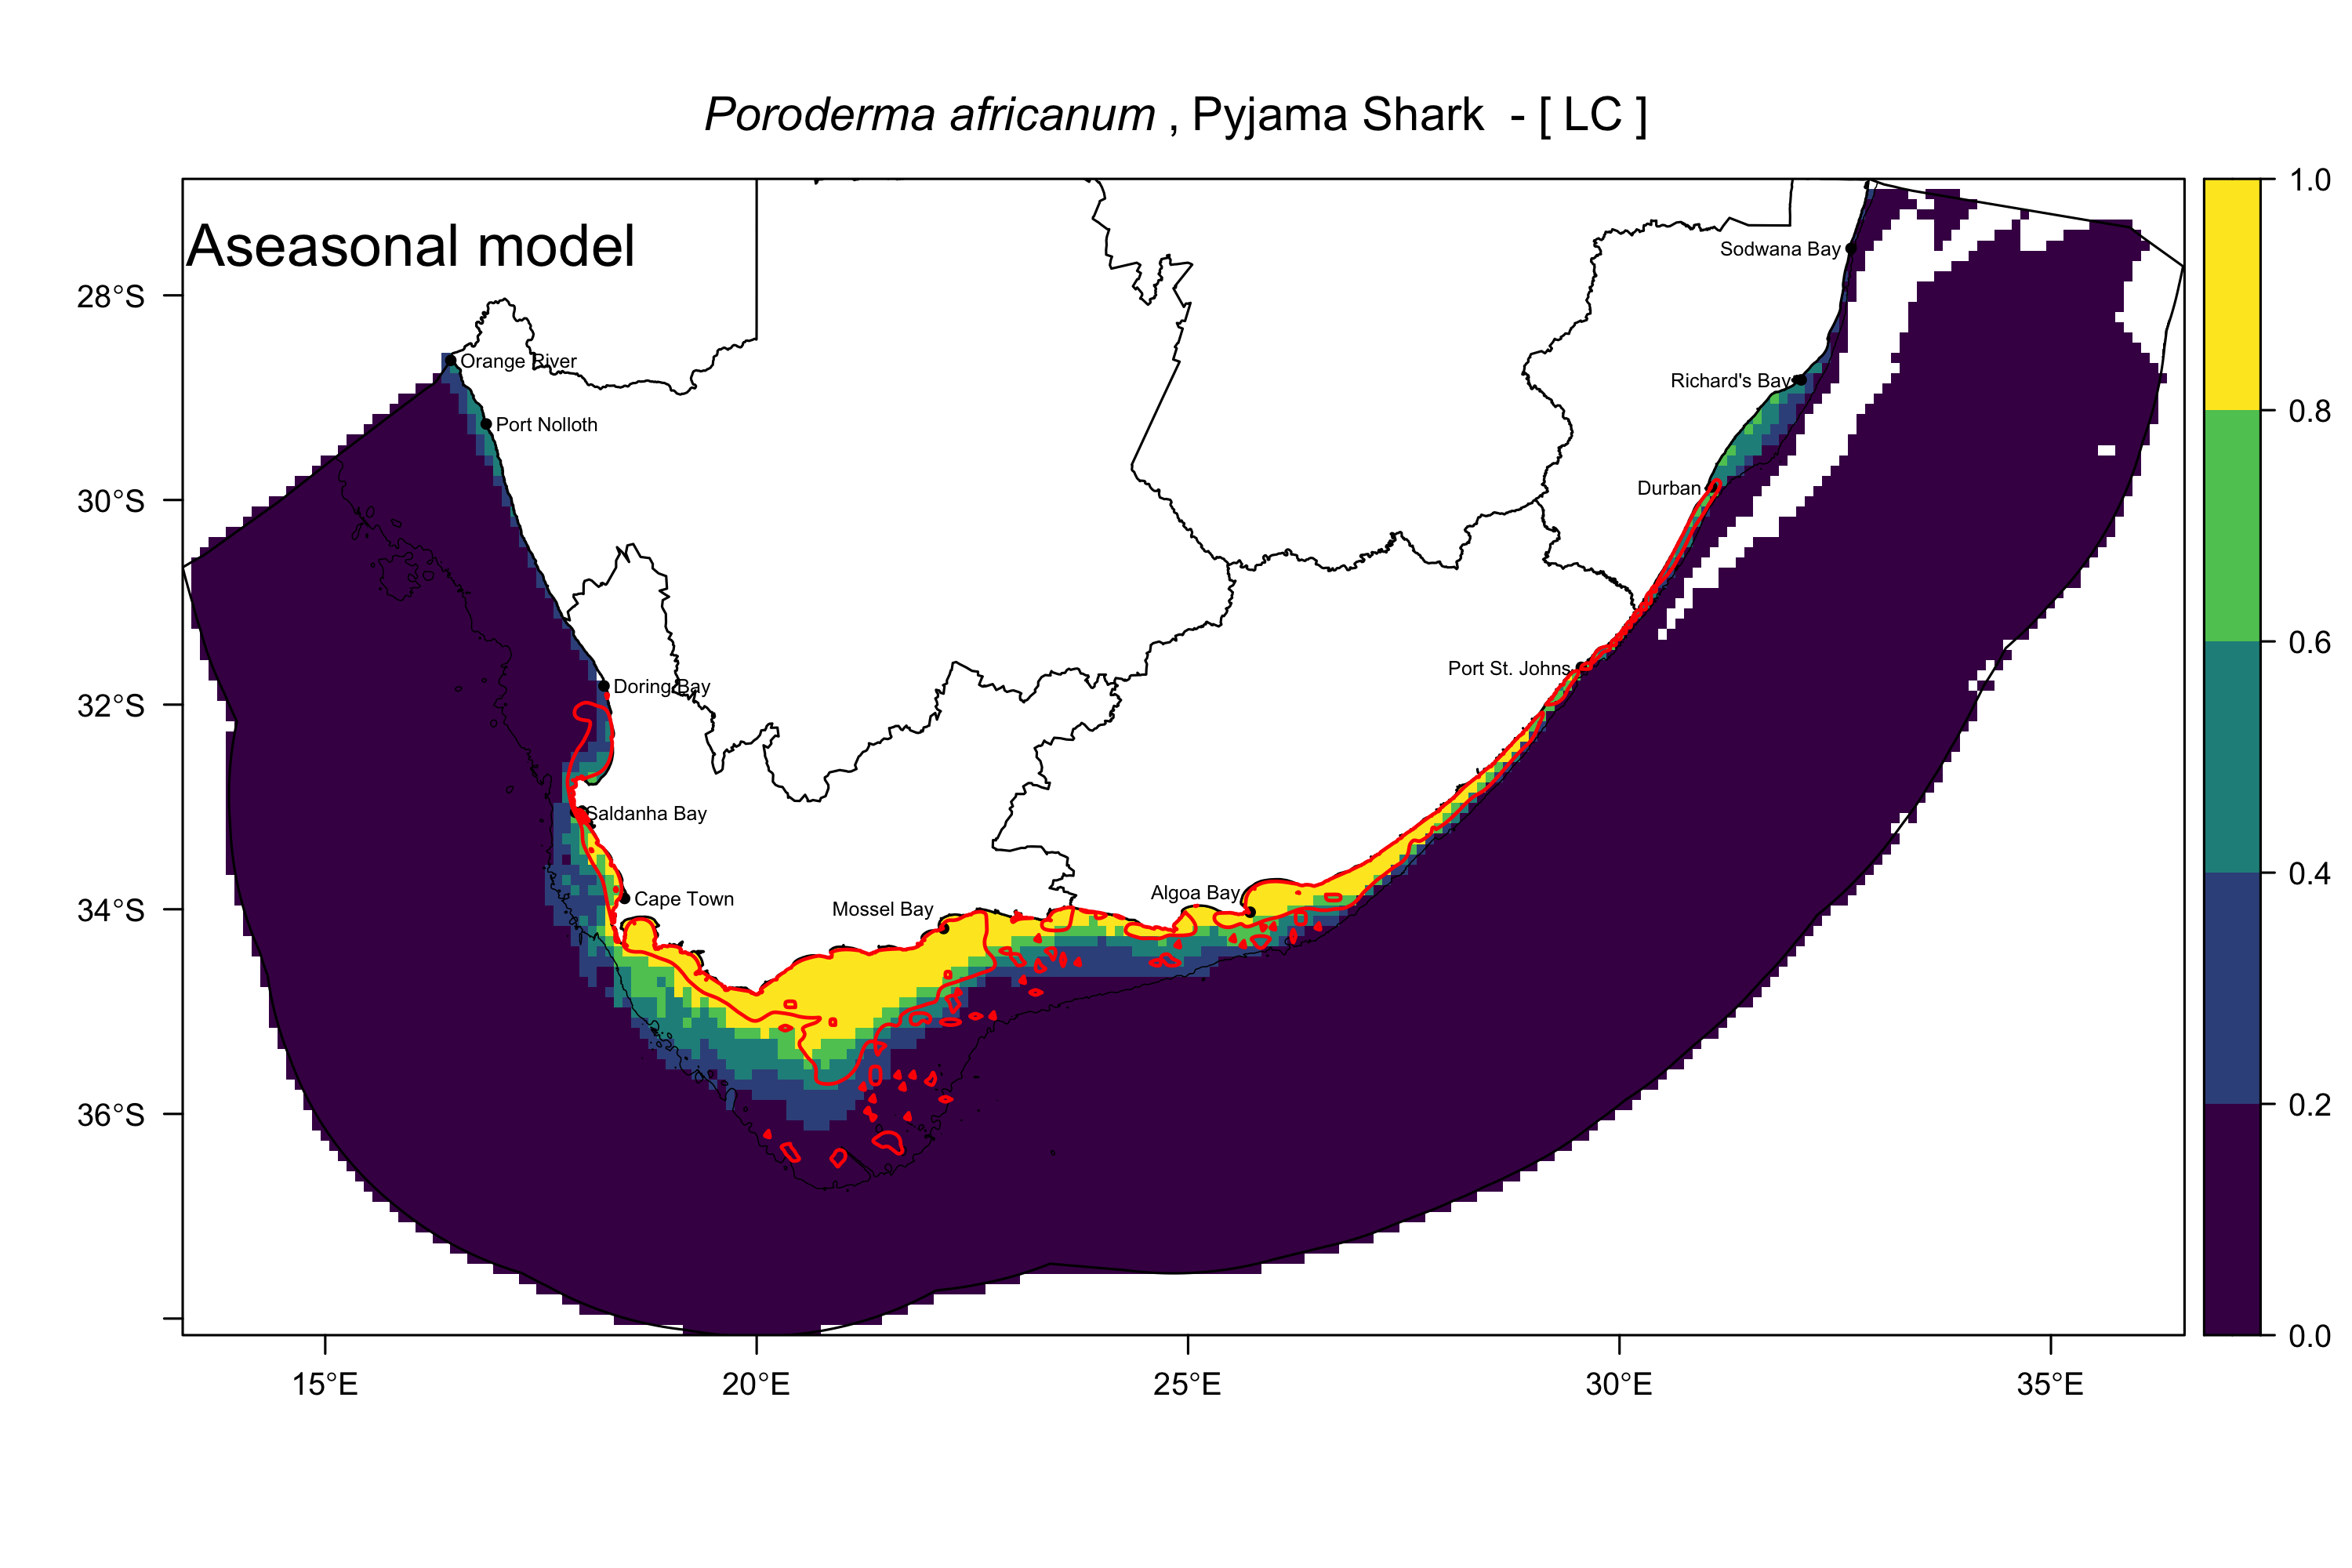 Poroderma africanum , Pyjama Shark - [ LC ]
Aseasonal model
1.0
0.8
0.6
0.4
0.2
0.0
28°S
30°S
32°S
34°S
36°S
15°E
20°E
25°E
30°E
35°E
Sodwana Bay
Orange River
Richard's Bay
Port Nolloth
Durban
Port St. Johns
Doring Bay
Saldanha Bay
Algoa Bay
Cape Town
Mossel Bay